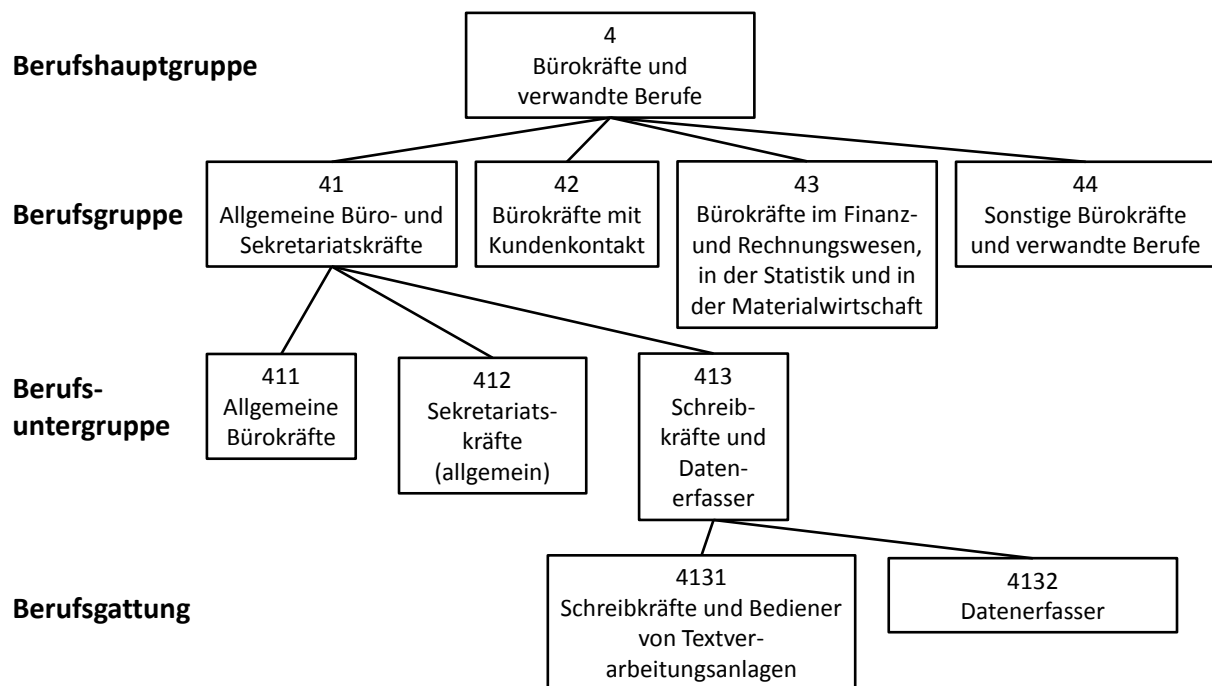 4
Bürokräfte und
verwandte Berufe
Berufshauptgruppe
41
Allgemeine Büro- und
Sekretariatskräfte
42
Bürokräfte mit
Kundenkontakt
43
Bürokräfte im Finanz-
und Rechnungswesen,
in der Statistik und in
der Materialwirtschaft
44
Sonstige Bürokräfte
und verwandte Berufe
Berufsgruppe
411
Allgemeine
Bürokräfte
412
Sekretariats-
kräfte
(allgemein)
413
Schreib-
kräfte und
Daten-
erfasser
Berufs-
untergruppe
4131
Schreibkräfte und Bediener
von Textver-
arbeitungsanlagen
4132
Datenerfasser
Berufsgattung